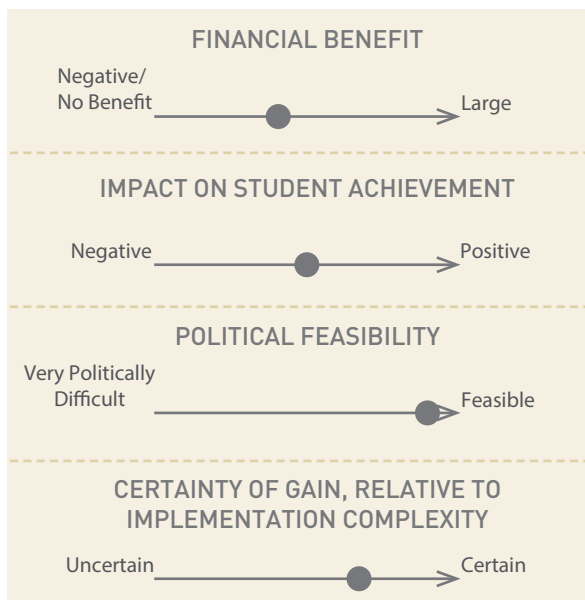 FINANCIAL BENEFIT
Negative/
No Benefit
Large
IMPACT ON STUDENT ACHIEVEMENT
Negative
Positive
POLITICAL FEASIBILITY
Very Politically
Difficult
Feasible
CERTAINTY OF GAIN, RELATIVE TO
IMPLEMENTATION COMPLEXITY
Uncertain
Certain